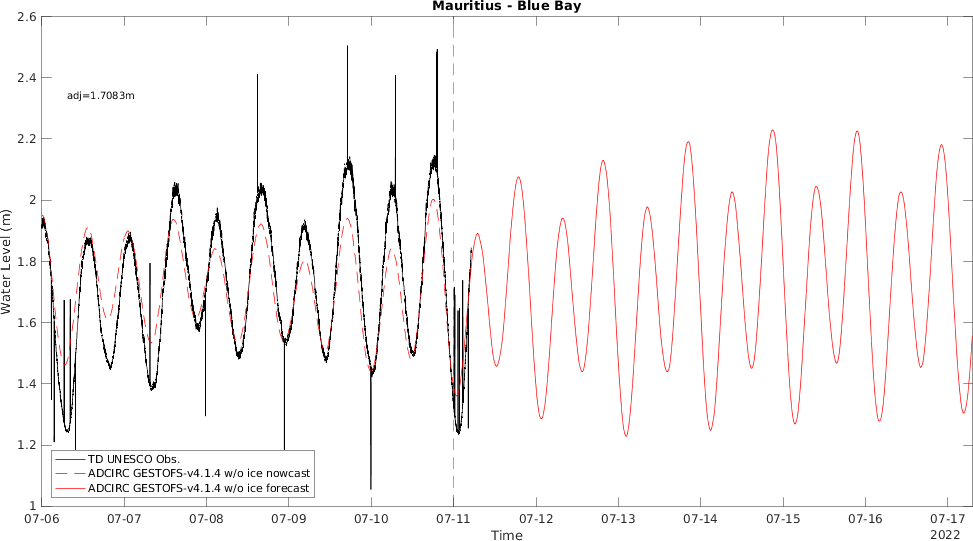 Mauritius - Blue Bay
2.6
2.4
2.2
2
1.8
1.6
1.4
1.2
1
Water Level (m)
adj=1.7083m
TD UNESCO Obs.
ADCIRC GESTOFS-v4.1.4 w/o ice nowcast
ADCIRC GESTOFS-v4.1.4 w/o ice forecast
07-06 07-07 07-08 07-09 07-10 07-11 07-12 07-13 07-14 07-15 07-16 07-17
Time
2022